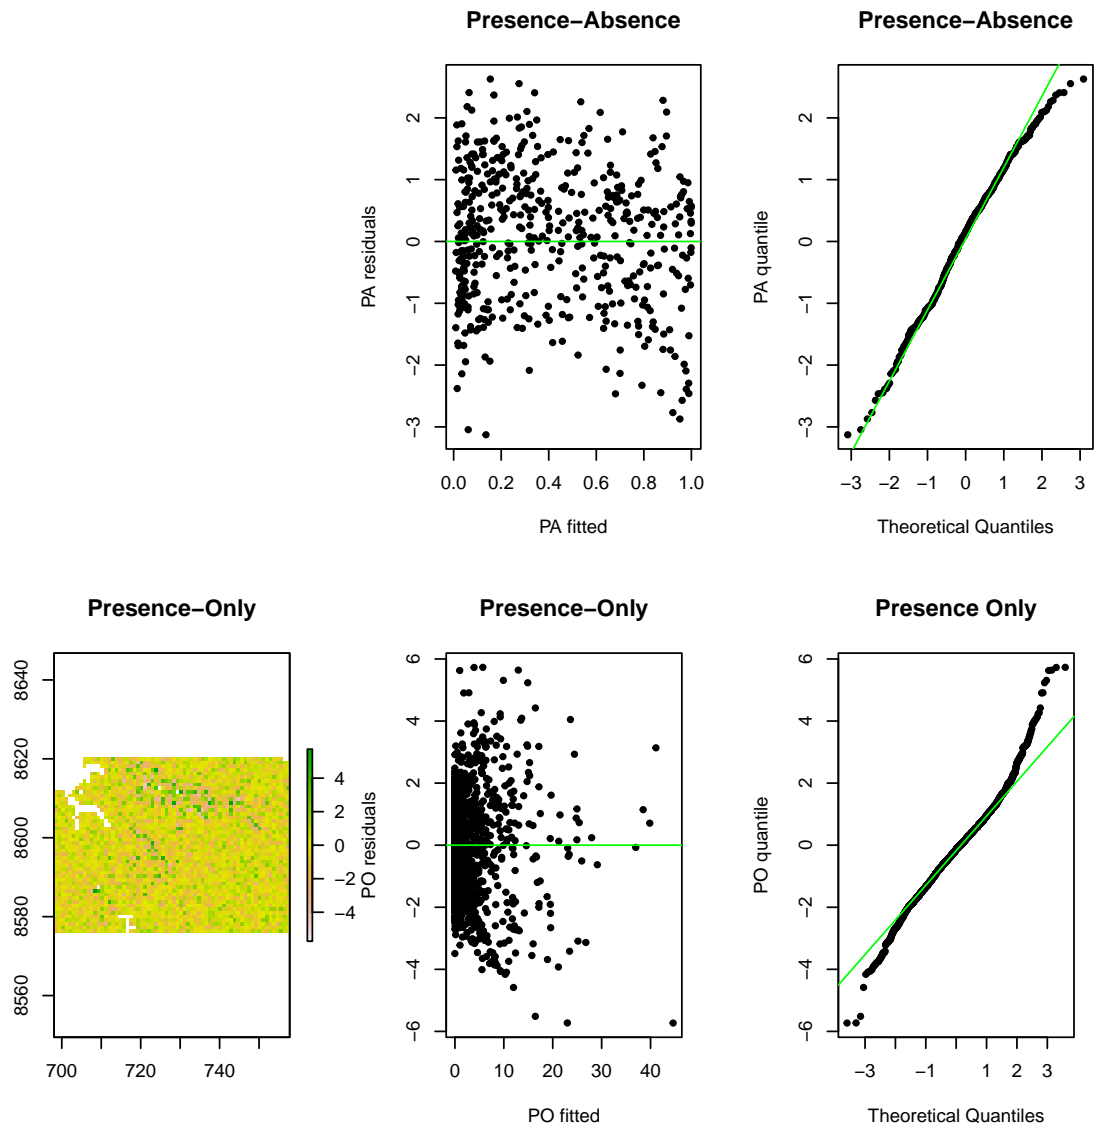 Presence−Absence
Presence−Absence
PA residuals
2
1
0
−1
−2
−3
0.0 0.2 0.4 0.6 0.8 1.0
PA fitted
PA quantile
2
1
0
−1
−2
−3
−3 −2 −1 0 1 2 3
Theoretical Quantiles
Presence−Only
Presence−Only
Presence Only
8640
8620
8600
8580
8560
700 720 740
4
2
0
−2
−4
PO residuals
6
4
2
0
−2
−4
−6
0 10 20 30 40
PO fitted
PO quantile
6
4
2
0
−2
−4
−6
−3 −1 1 2 3
Theoretical Quantiles